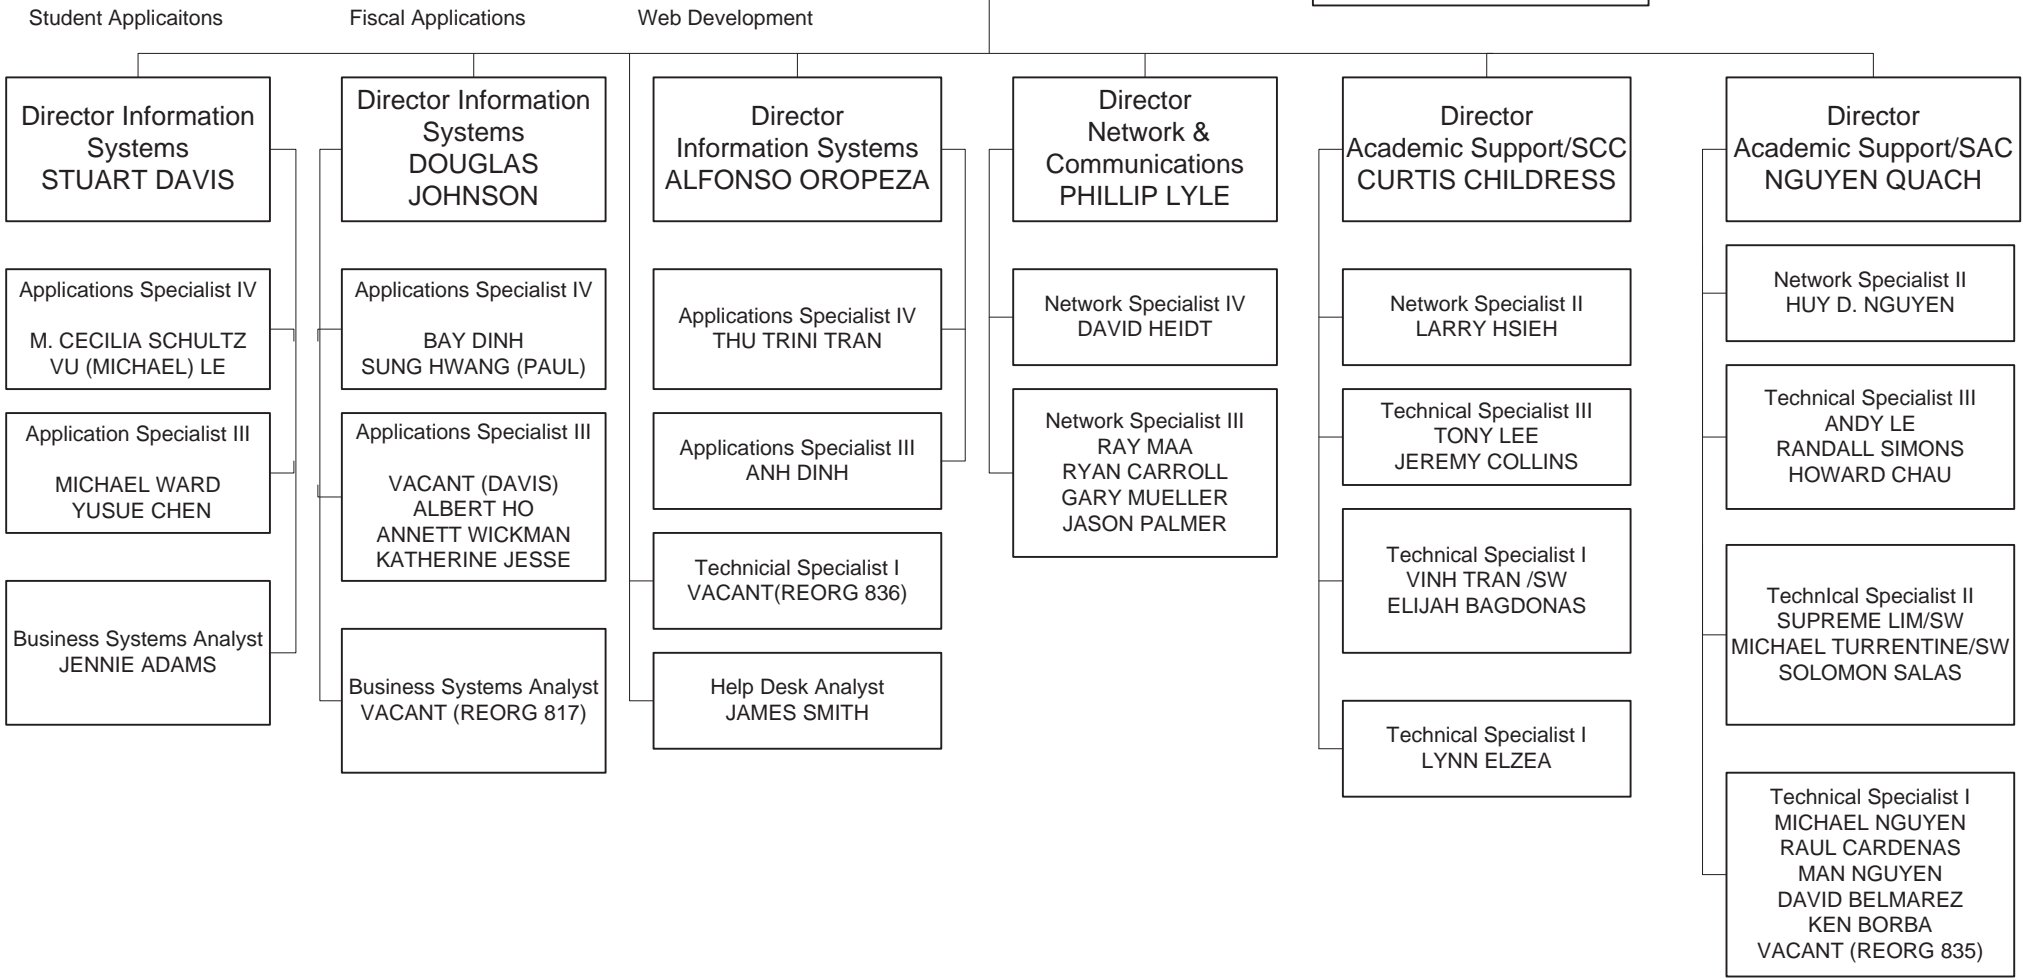 Student Applicaitons
Fiscal Applications
Web Development
Director Information
Systems
STUART DAVIS
Applications Specialist IV
M. CECILIA SCHULTZ
VU (MICHAEL) LE
Application Specialist III
MICHAEL WARD
YUSUE CHEN
Business Systems Analyst
JENNIE ADAMS
Director Information
Systems
DOUGLAS
JOHNSON
Applications Specialist IV
BAY DINH
SUNG HWANG (PAUL)
Applications Specialist III
VACANT (DAVIS)
ALBERT HO
ANNETT WICKMAN
KATHERINE JESSE
Business Systems Analyst
VACANT (REORG 817)
Director
Information Systems
ALFONSO OROPEZA
Applications Specialist IV
THU TRINI TRAN
Applications Specialist III
ANH DINH
Technicial Specialist I
VACANT(REORG 836)
Help Desk Analyst
JAMES SMITH
Director
Network &
Communications
PHILLIP LYLE
Network Specialist IV
DAVID HEIDT
Network Specialist III
RAY MAA
RYAN CARROLL
GARY MUELLER
JASON PALMER
Director
Academic Support/SCC
CURTIS CHILDRESS
Network Specialist II
LARRY HSIEH
Technical Specialist III
TONY LEE
JEREMY COLLINS
Technical Specialist I
VINH TRAN /SW
ELIJAH BAGDONAS
Technical Specialist I
LYNN ELZEA
Director
Academic Support/SAC
NGUYEN QUACH
Network Specialist II
HUY D. NGUYEN
Technical Specialist III
ANDY LE
RANDALL SIMONS
HOWARD CHAU
TechnIcal Specialist II
SUPREME LIM/SW
MICHAEL TURRENTINE/SW
SOLOMON SALAS
Technical Specialist I
MICHAEL NGUYEN
RAUL CARDENAS
MAN NGUYEN
DAVID BELMAREZ
KEN BORBA
VACANT (REORG 835)